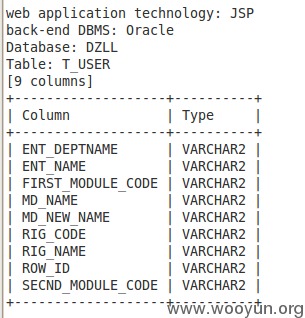 web application technology: JSP
back-end DBMS: Oracle
Database: DZLL
Table: T_USER
[9 columns]
+-------------------+----------+
| Column            | Type     |
+-------------------+----------+
| ENT_DEPTNAME      | VARCHAR2 |
| ENT_NAME          | VARCHAR2 |
| FIRST_MODULE_CODE | VARCHAR2 |
| MD_NAME           | VARCHAR2 |
| MD_NEW_NAME       | VARCHAR2 |
| RIG_CODE          | VARCHAR2 |
| RIG_NAME          | VARCHAR2 |
| ROW_ID            | VARCHAR2 |
| SECND_MODULE_CODE | VARCHAR2 |
+-------------------+----------+
www.wooyun.org